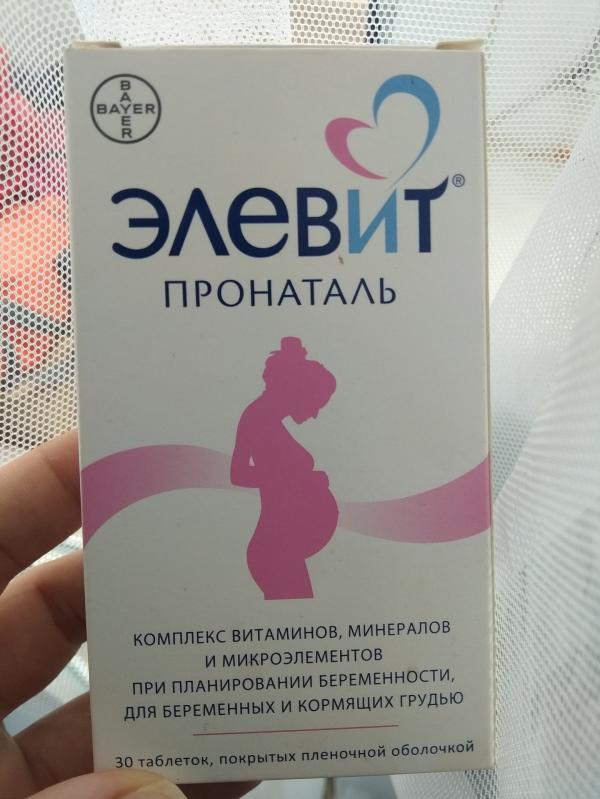 BAYER
BAYER
ЭЛЕВИТ®
ПРОНАТАЛЬ
КОМПЛЕКС ВИТАМИНОВ, МИНЕРАЛОВ
И МИКРОЭЛЕМЕНТОВ
ПРИ ПЛАНИРОВАНИИ БЕРЕМЕННОСТИ,
ДЛЯ БЕРЕМЕННЫХ И КОРМЯЩИХ ГРУДЬЮ
30 таблеток, покрытых пленочной оболочкой